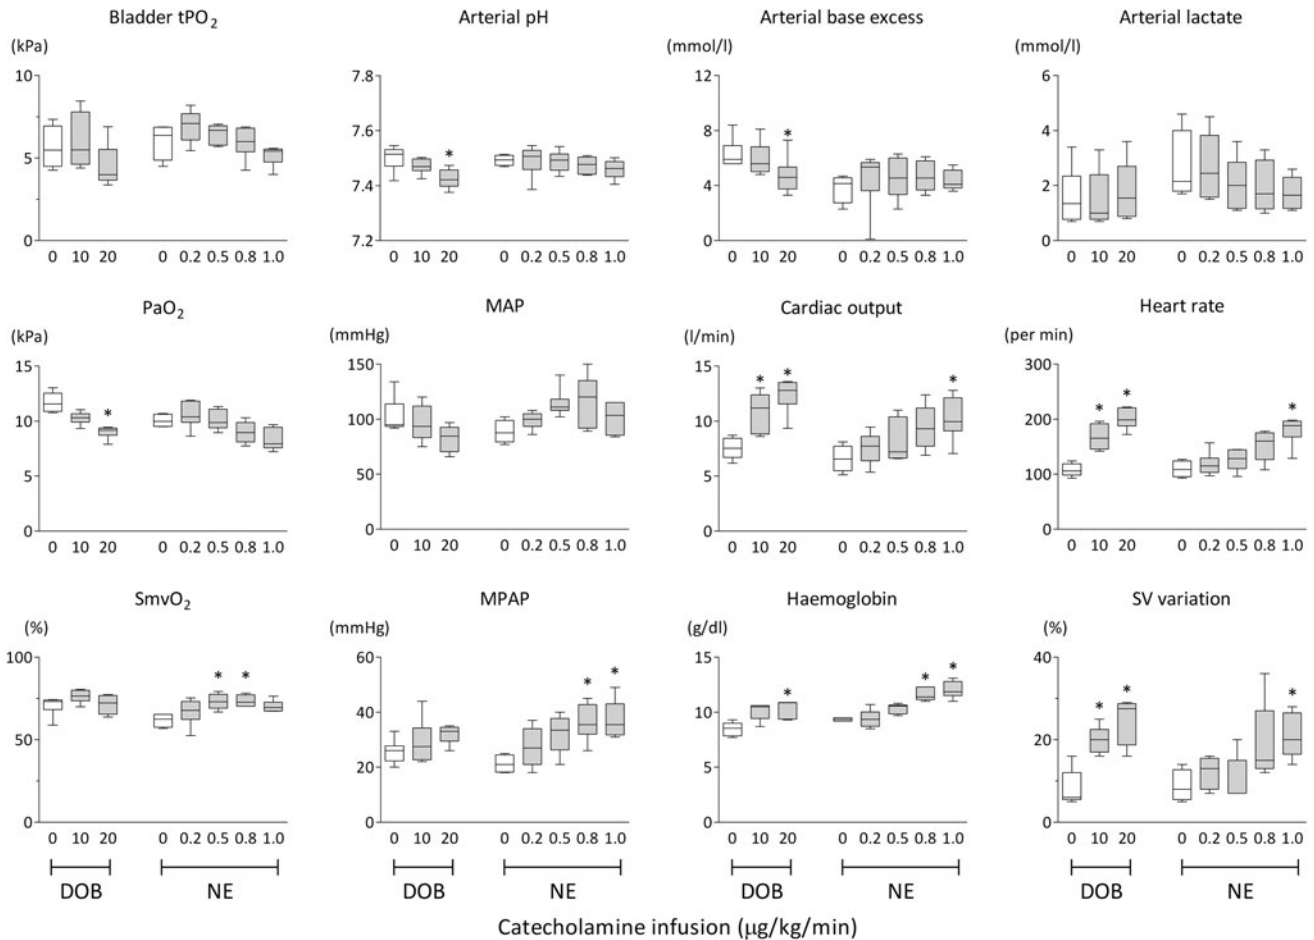 Bladder tPO2 Arterial pH Arterial base excess Arterial lactate
(kPa) (mmol/l) (mmol/l)
10 7.8 12 6
7.6 8 4
5
7.4 4 2
0 7.2 0 0
0 10 20 0 0.2 0.5 0.8 1.0 0 10 20 0 0.2 0.5 0.8 1.0 0 10 20 0 0.2 0.5 0.8 1.0 0 10 20 0 0.2 0.5 0.8 1.0
PaO2 MAP Cardiac output Heart rate
(kPa) (mmHg) (l/min) (per min)
15 150 15 300
10 100 10 200
5 50 5 100
0 0 0 0
0 10 20 0 0.2 0.5 0.8 1.0 0 10 20 0 0.2 0.5 0.8 1.0 0 10 20 0 0.2 0.5 0.8 1.0 0 10 20 0 0.2 0.5 0.8 1.0
SmvO2 MPAP Haemoglobin SV variation
(%) (mmHg) (g/dl) (%)
100 60 15 40
40 10
50 20
20 5
0 0 0 0
0 10 20 0 0.2 0.5 0.8 1.0 0 10 20 0 0.2 0.5 0.8 1.0 0 10 20 0 0.2 0.5 0.8 1.0 0 10 20 0 0.2 0.5 0.8 1.0
DOB NE DOB NE DOB NE DOB NE
Catecholamine infusion (μg/kg/min)